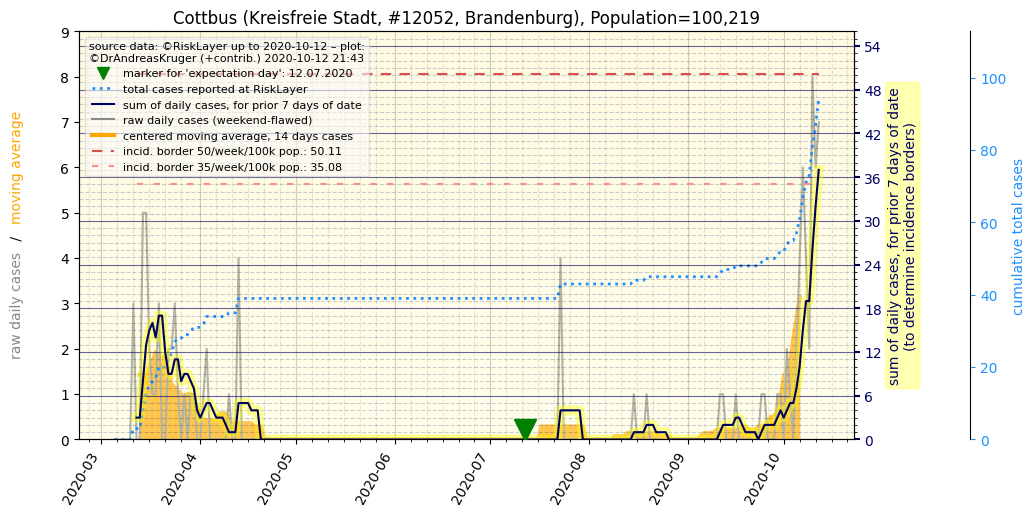 Cottbus (Kreisfreie Stadt, #12052, Brandenburg), Population=100,219
source data: ©RiskLayer up to 2020-10-12 – plot:
©DrAndreasKruger (+contrib.) 2020-10-12 21:43
marker for 'expectation day': 12.07.2020
total cases reported at RiskLayer
sum of daily cases, for prior 7 days of date
raw daily cases (weekend-flawed)
centered moving average, 14 days cases
incid. border 50/week/100k pop.: 50.11
incid. border 35/week/100k pop.: 35.08
raw daily cases / moving average
9
8
7
6
5
4
3
2
1
0
2020-03
2020-04
2020-05
2020-06
2020-07
2020-08
2020-09
2020-10
54
48
42
36
30
24
18
12
6
0
sum of daily cases, for prior 7 days of date
(to determine incidence borders)
100
80
60
40
20
0
cumulative total cases